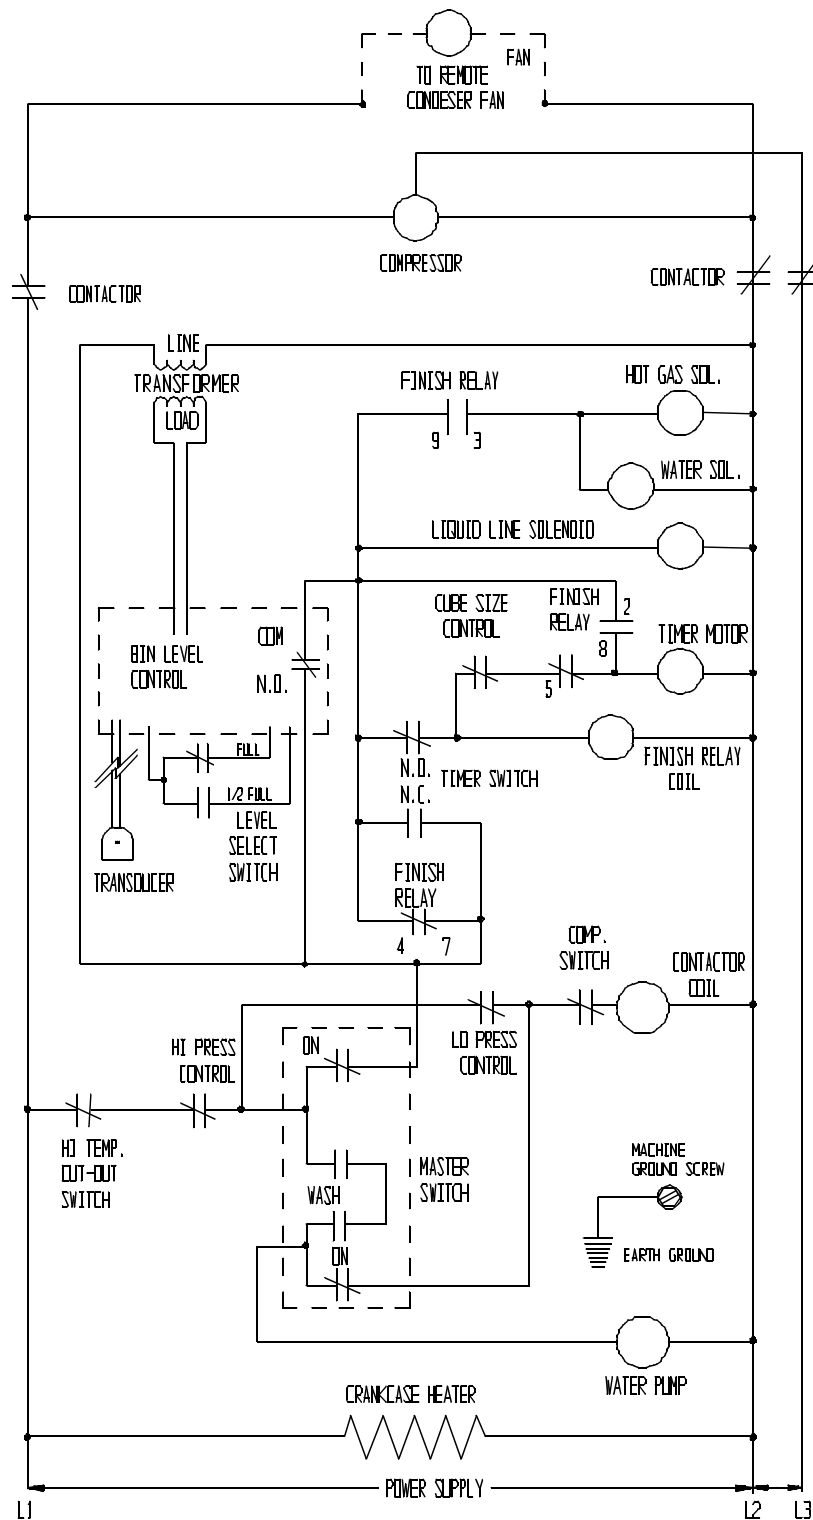 FAN
TO REMOTE
CONDESER FAN
COMPRESSOR
CONTACTOR
CONTACTOR
LINE
TRANSFORMER
LOAD
FINISH RELAY
9 3
HOT GAS SOL.
WATER SOL.
LIQUID LINE SOLENOID
CUBE SIZE
CONTROL
FINISH
RELAY
2
8
5
TIMER MOTOR
COM
N.O.
BIN LEVEL
CONTROL
FULL
1/2 FULL
LEVEL
SELECT
SWITCH
TRANSDUCER
N.O.
N.C.
TIMER SWITCH
FINISH RELAY
COIL
FINISH
RELAY
4 7
COMP.
SWITCH
CONTACTOR
COIL
LO PRESS
CONTROL
HI PRESS
CONTROL
ON
HI TEMP.
CUT-OUT
SWITCH
WASH
ON
MASTER
SWITCH
MACHINE
GROUND SCREW
EARTH GROUND
WATER PUMP
CRANKCASE HEATER
POWER SUPPLY
L1 L2 L3